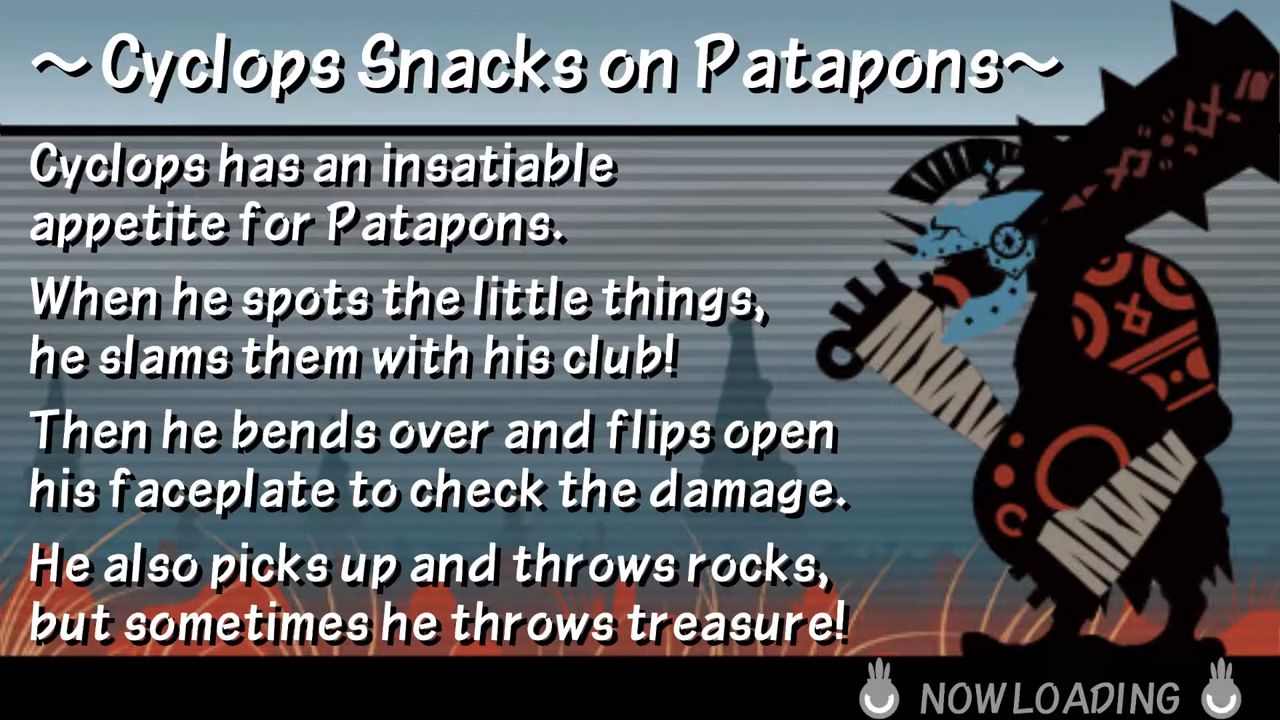 ～Cyclops Snacks on Patapons～
Cyclops has an insatiable
appetite for Patapons.
When he spots the little things,
he slams them with his club!
Then he bends over and flips open
his faceplate to check the damage.
He also picks up and throws rocks,
but sometimes he throws treasure!
NOW LOADING